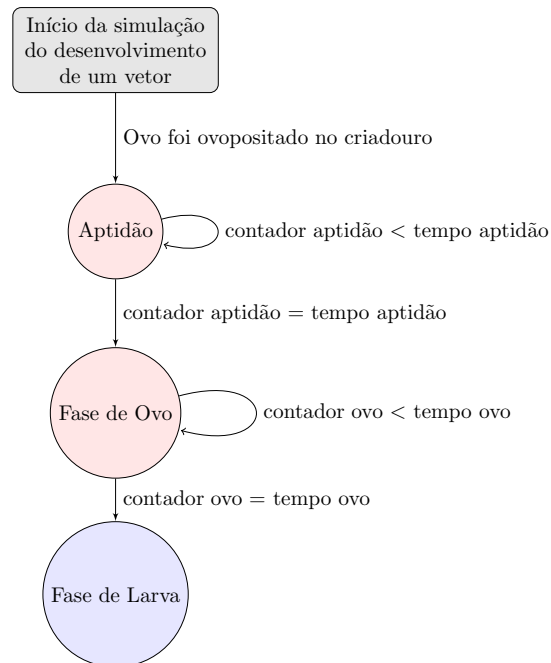 Início da simulação
do desenvolvimento
de um vetor
Ovo foi ovopositado no criadouro
Aptidão
contador aptidão < tempo aptidão
contador aptidão = tempo aptidão
Fase de Ovo
contador ovo < tempo ovo
contador ovo = tempo ovo
Fase de Larva